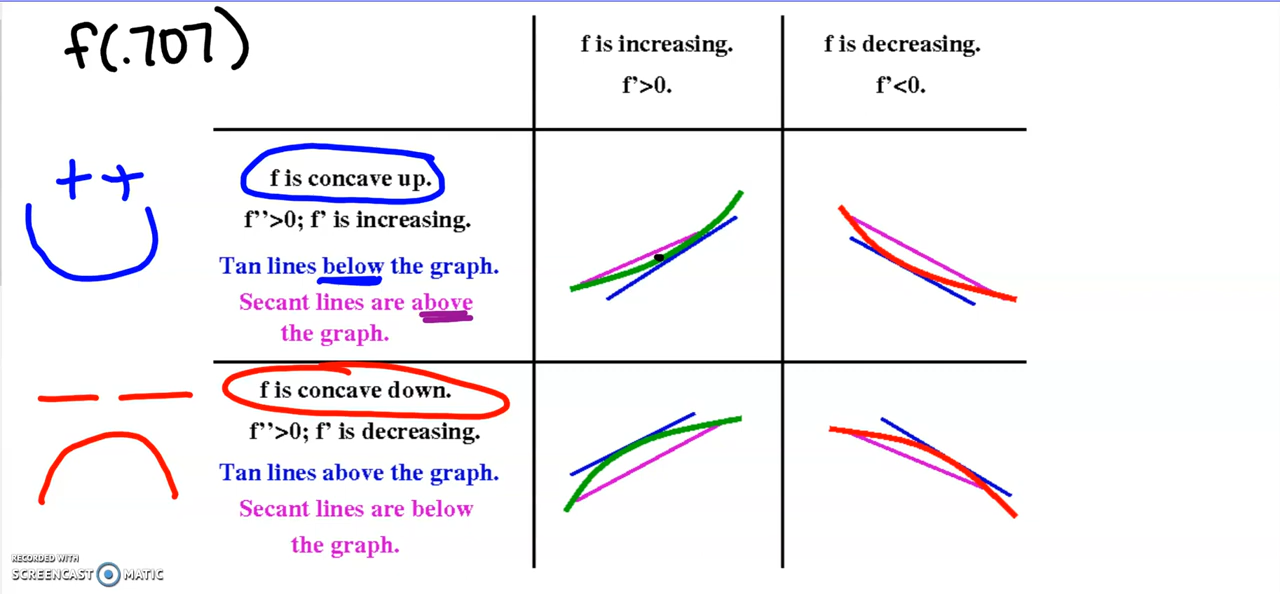 f(.707)
f is increasing.
f'>0.
f is decreasing.
f'<0.
++
f is concave up.
f''>0; f' is increasing.
Tan lines below the graph.
Secant lines are above
the graph.
— —
f is concave down.
f''>0; f' is decreasing.
Tan lines above the graph.
Secant lines are below
the graph.
RECORDED WITH
SCREENCAST MATIC